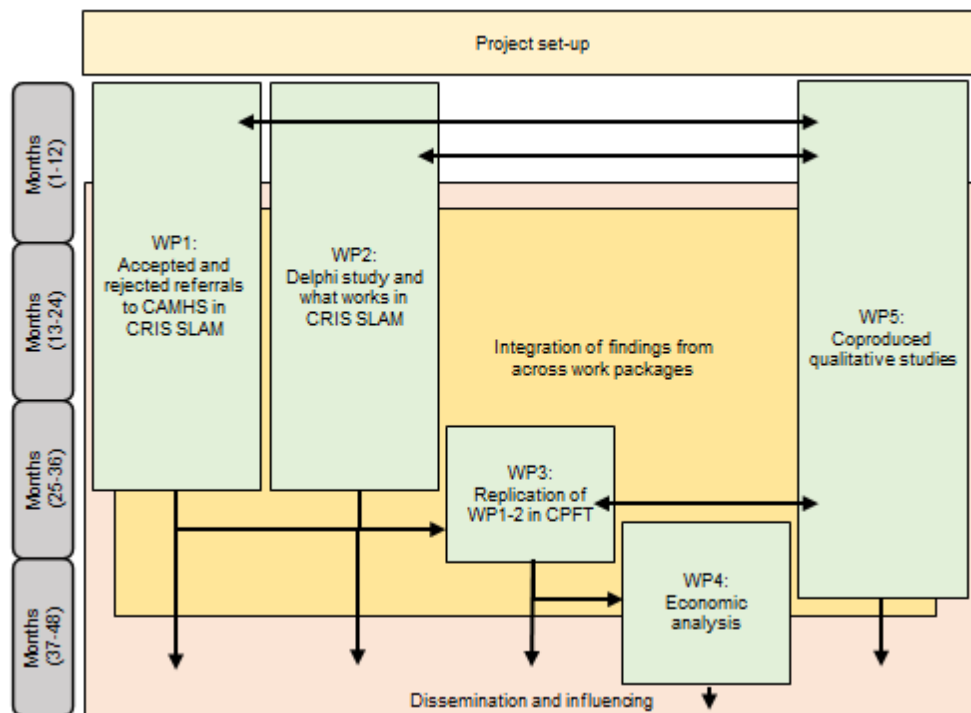 Project set-up
Months
(1-12)
Months
(13-24)
Months
(25-36)
Months
(37-48)
WP1:
Accepted and
rejected referrals
to CAMHS in
CRIS SLAM
WP2:
Delphi study and
what works in
CRIS SLAM
WP5:
Coproduced
qualitative studies
Integration of findings from
across work packages
WP3:
Replication of
WP1-2 in CPFT
WP4:
Economic
analysis
Dissemination and influencing